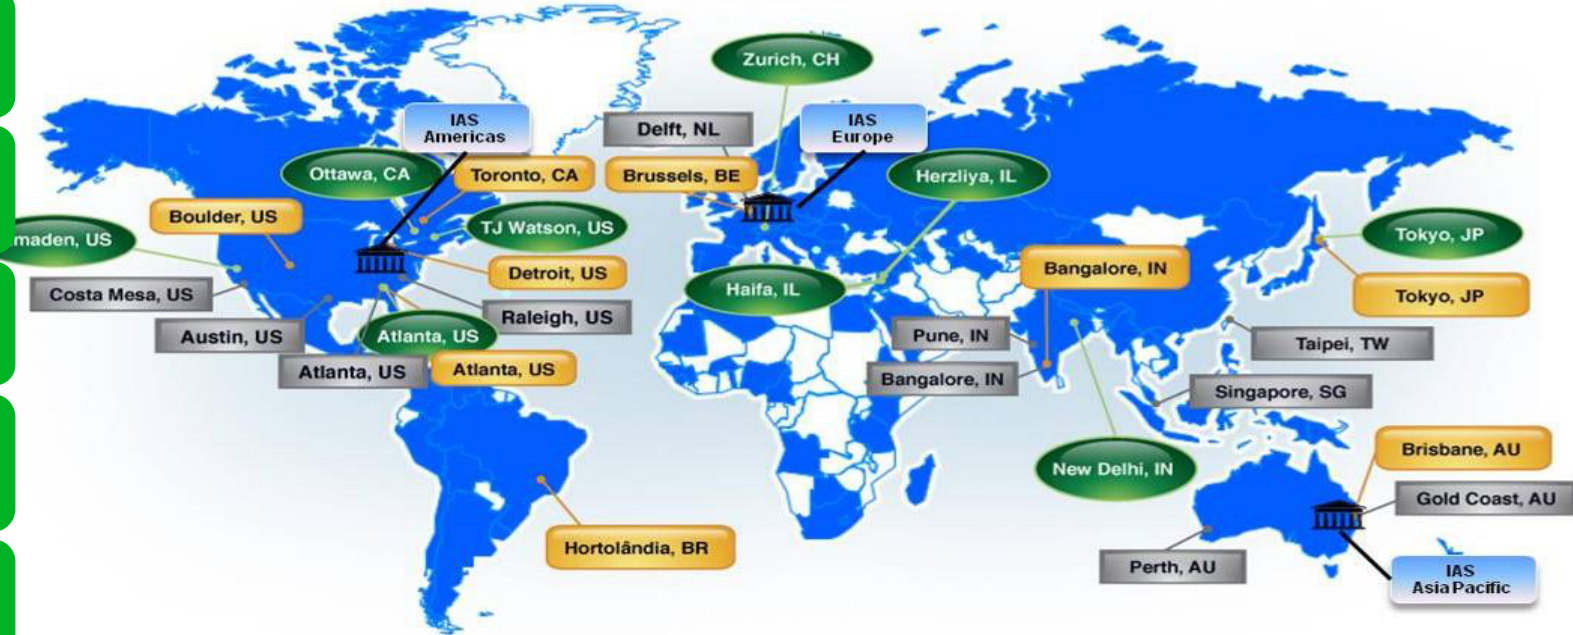 Zurich, CH
IAS
Americas
Delft, NL
IAS
Europe
Ottawa, CA
Toronto, CA
Brussels, BE
Herzliya, IL
Boulder, US
TJ Watson, US
maden, US
Tokyo, JP
Detroit, US
Bangalore, IN
Costa Mesa, US
Haifa, IL
Tokyo, JP
Raleigh, US
Austin, US
Atlanta, US
Pune, IN
Taipei, TW
Atlanta, US
Atlanta, US
Bangalore, IN
Singapore, SG
New Delhi, IN
Brisbane, AU
Gold Coast, AU
Hortolândia, BR
Perth, AU
IAS
Asia Pacific